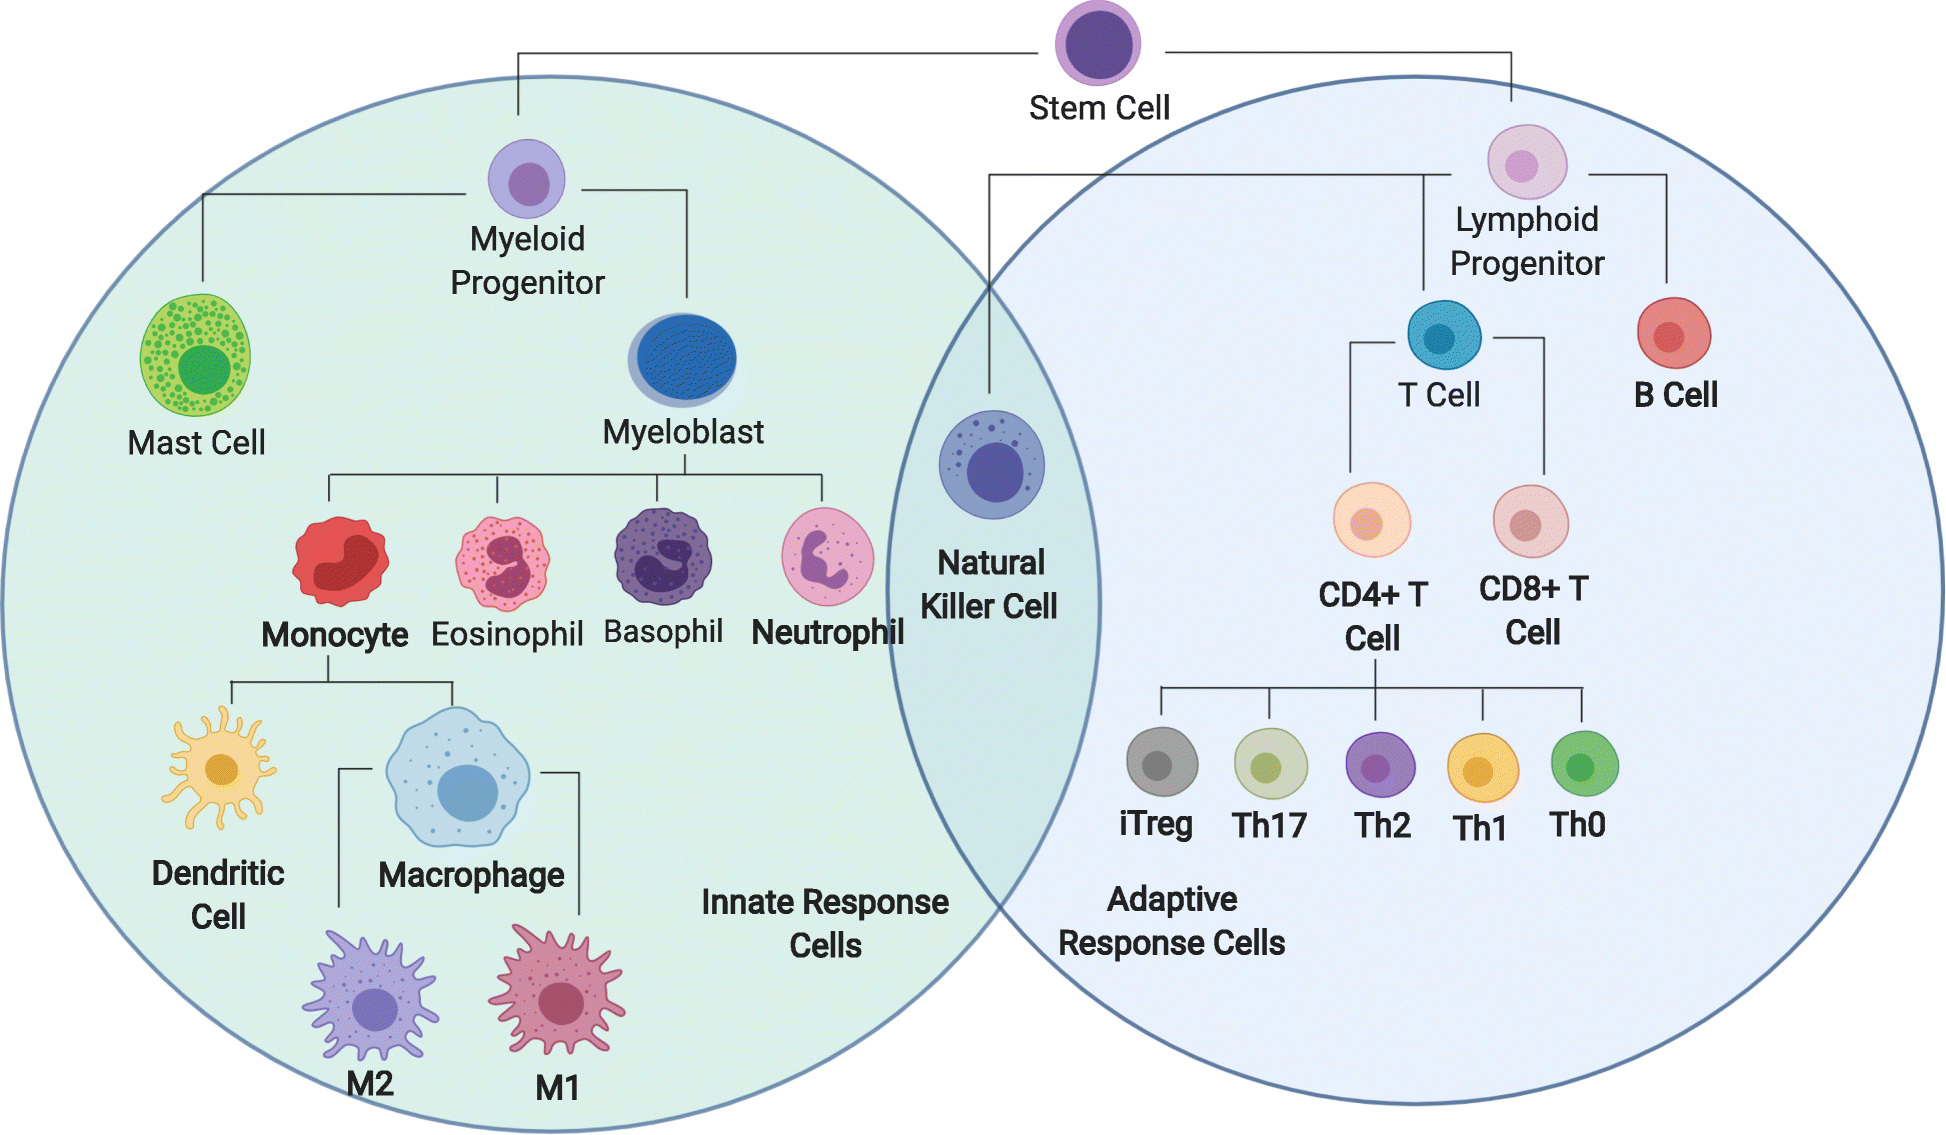 Stem Cell
Myeloid
Progenitor
Lymphoid
Progenitor
Mast Cell
Myeloblast
T Cell
B Cell
Natural
Killer Cell
Monocyte
Eosinophil
Basophil
Neutrophil
CD4+ T
Cell
CD8+ T
Cell
Dendritic
Cell
Macrophage
iTreg
Th17
Th2
Th1
Th0
Innate Response
Cells
Adaptive
Response Cells
M2
M1